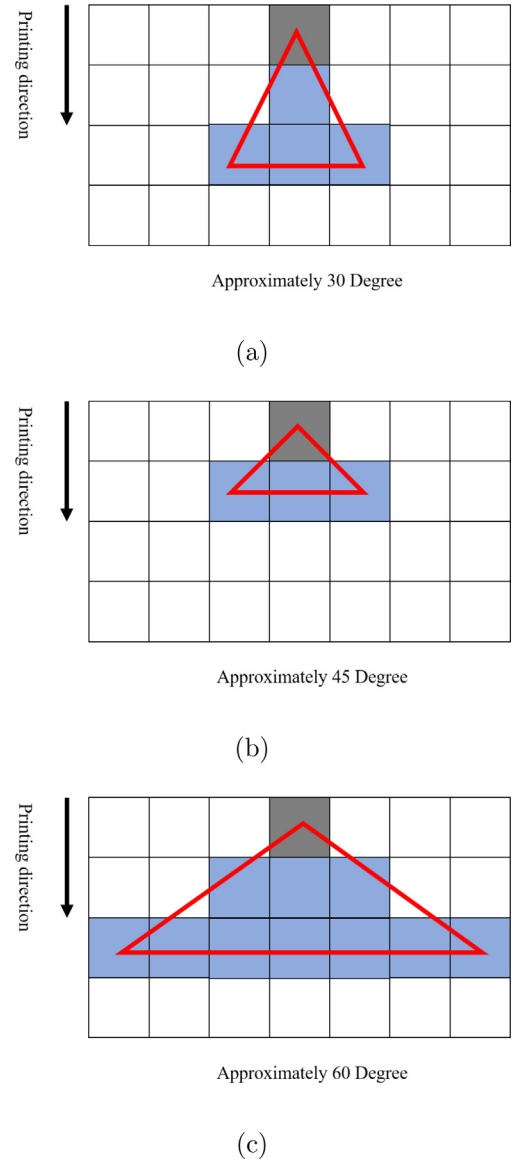 Printing direction
Approximately 30 Degree
(a)
Printing direction
Approximately 45 Degree
(b)
Printing direction
Approximately 60 Degree
(c)